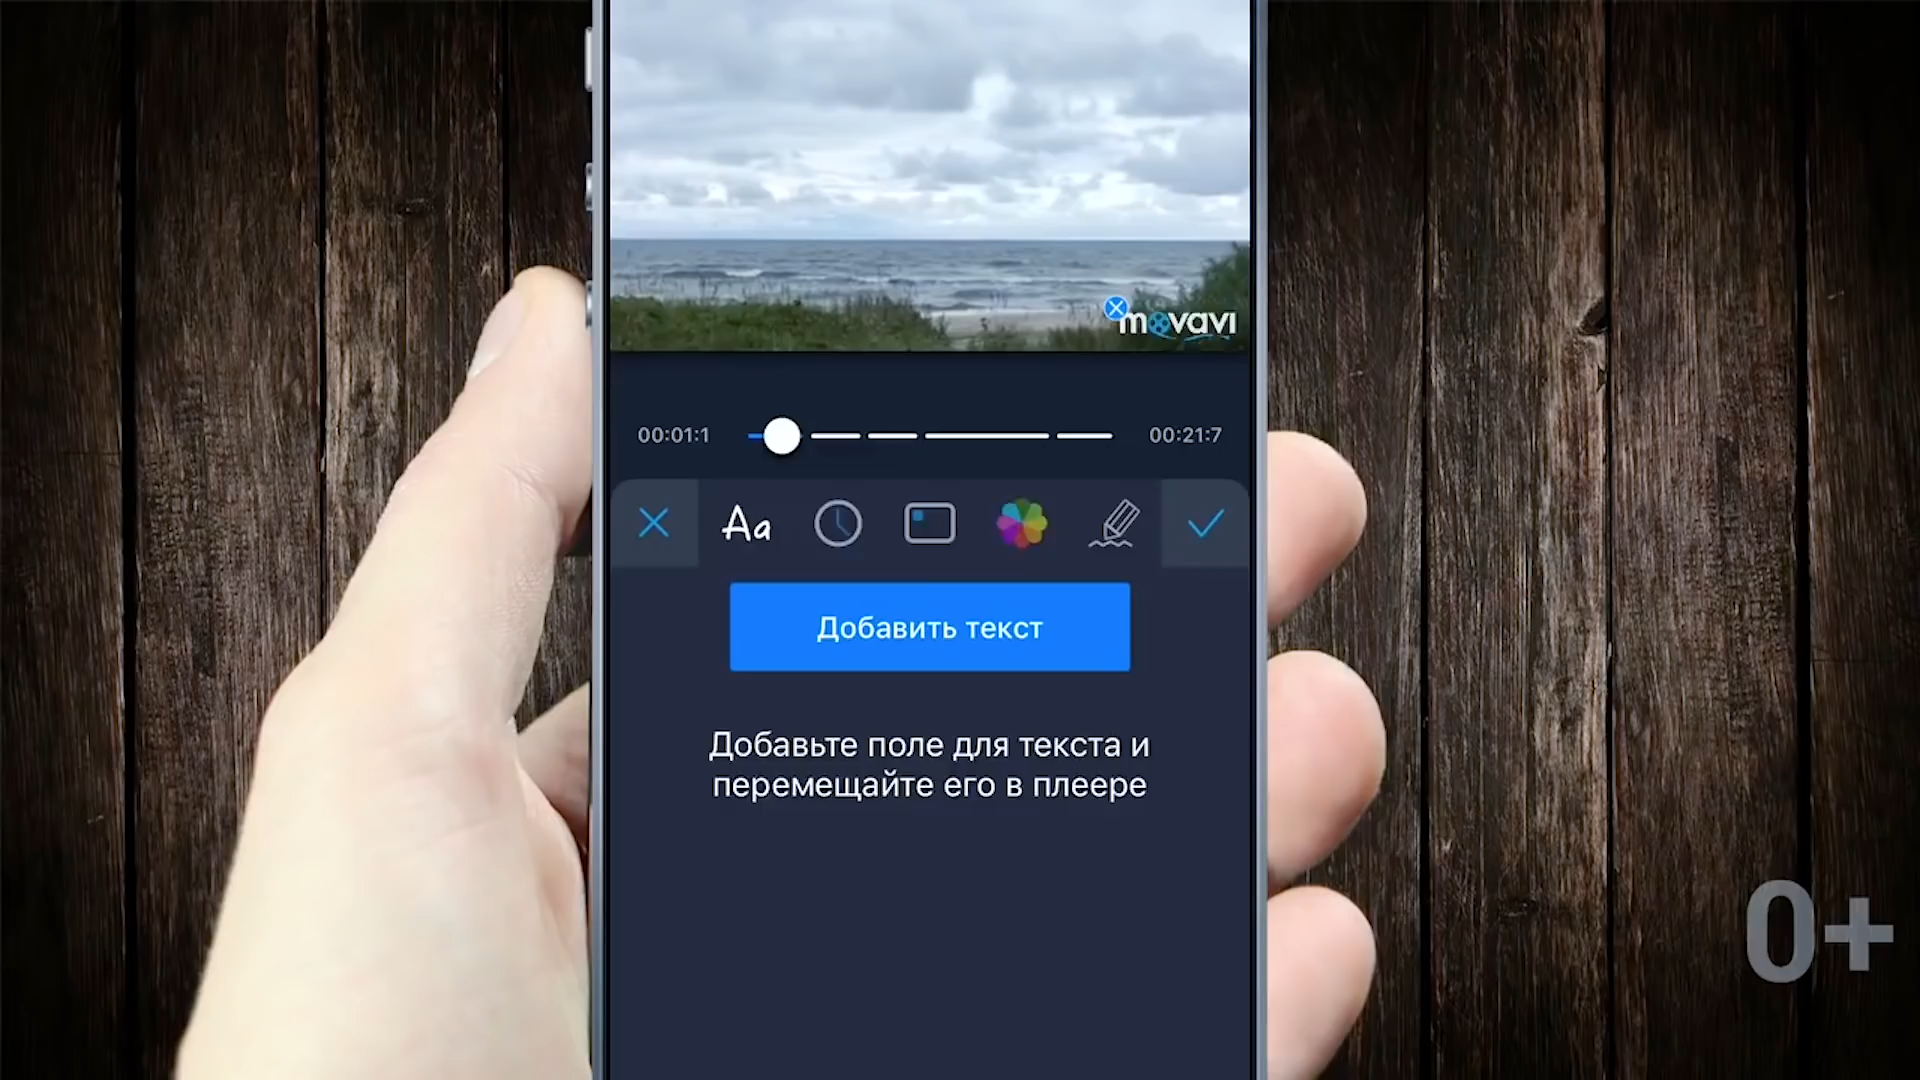 movavi
00:01:1
00:21:7
Aa
Добавить текст
Добавьте поле для текста и
перемещайте его в плеере
0+